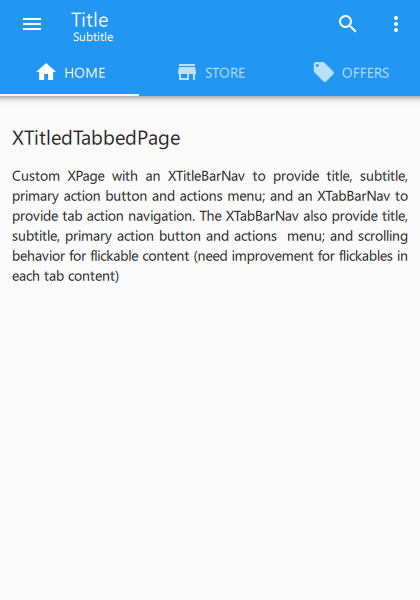 Title
Subtitle
HOME STORE OFFERS
XTitledTabbedPage
Custom XPage with an XTitleBarNav to provide title, subtitle,
primary action button and actions menu; and an XTabBarNav to
provide tab action navigation. The XTabBarNav also provide title,
subtitle, primary action button and actions  menu; and scrolling
behavior for flickable content (need improvement for flickables in
each tab content)